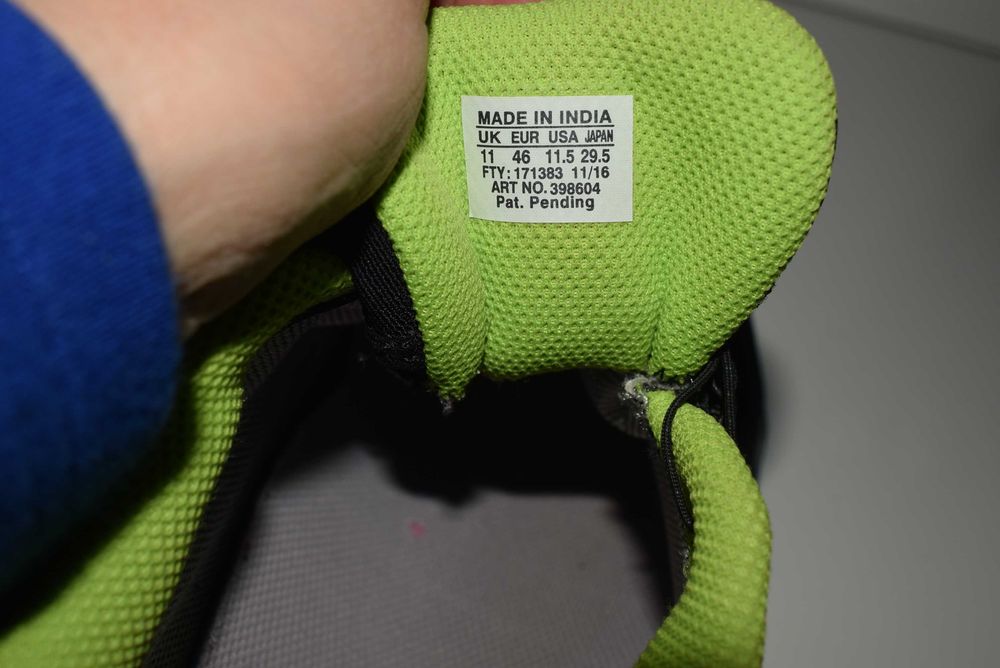 MADE IN INDIA
UK EUR USA JAPAN
11 46 11.5 29.5
FTY: 171383 11/16
ART NO. 398604
Pat. Pending